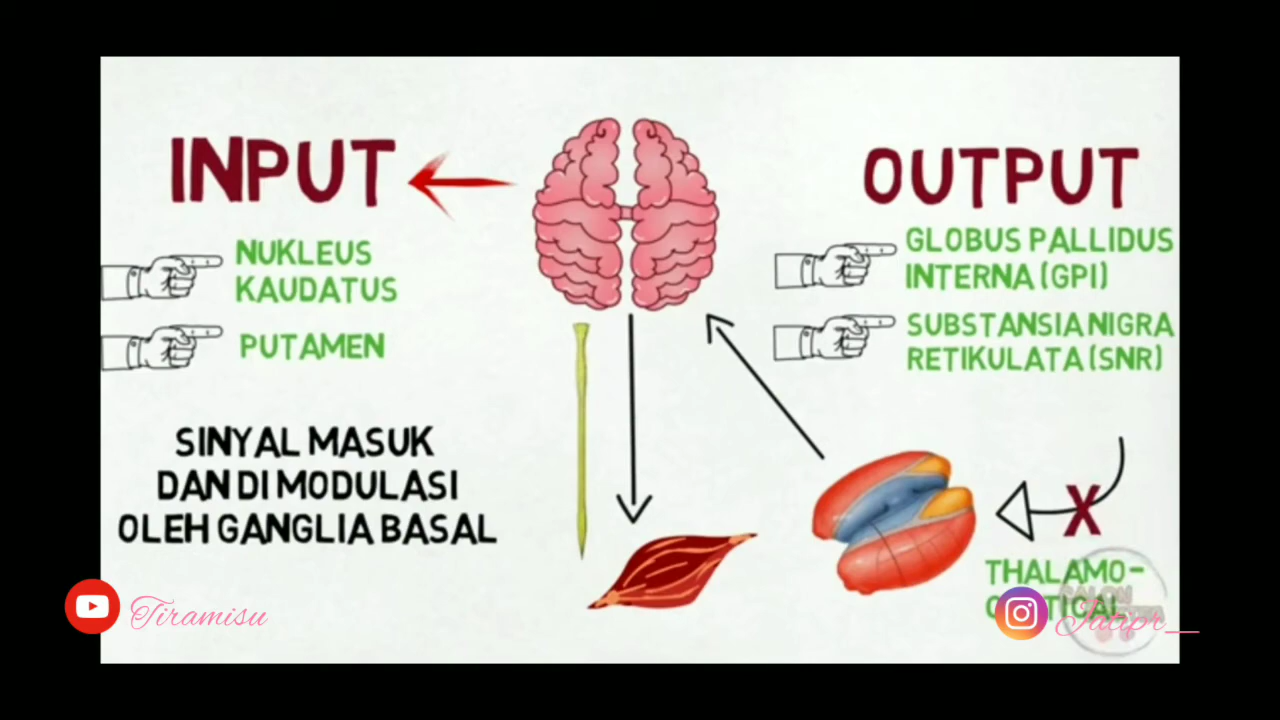 INPUT
NUKLEUS
KAUDATUS
PUTAMEN
SINYAL MASUK
DAN DI MODULASI
OLEH GANGLIA BASAL
OUTPUT
GLOBUS PALLIDUS
INTERNA (GPI)
SUBSTANSIA NIGRA
RETIKULATA (SNR)
X
THALAMO-
Tiramisu